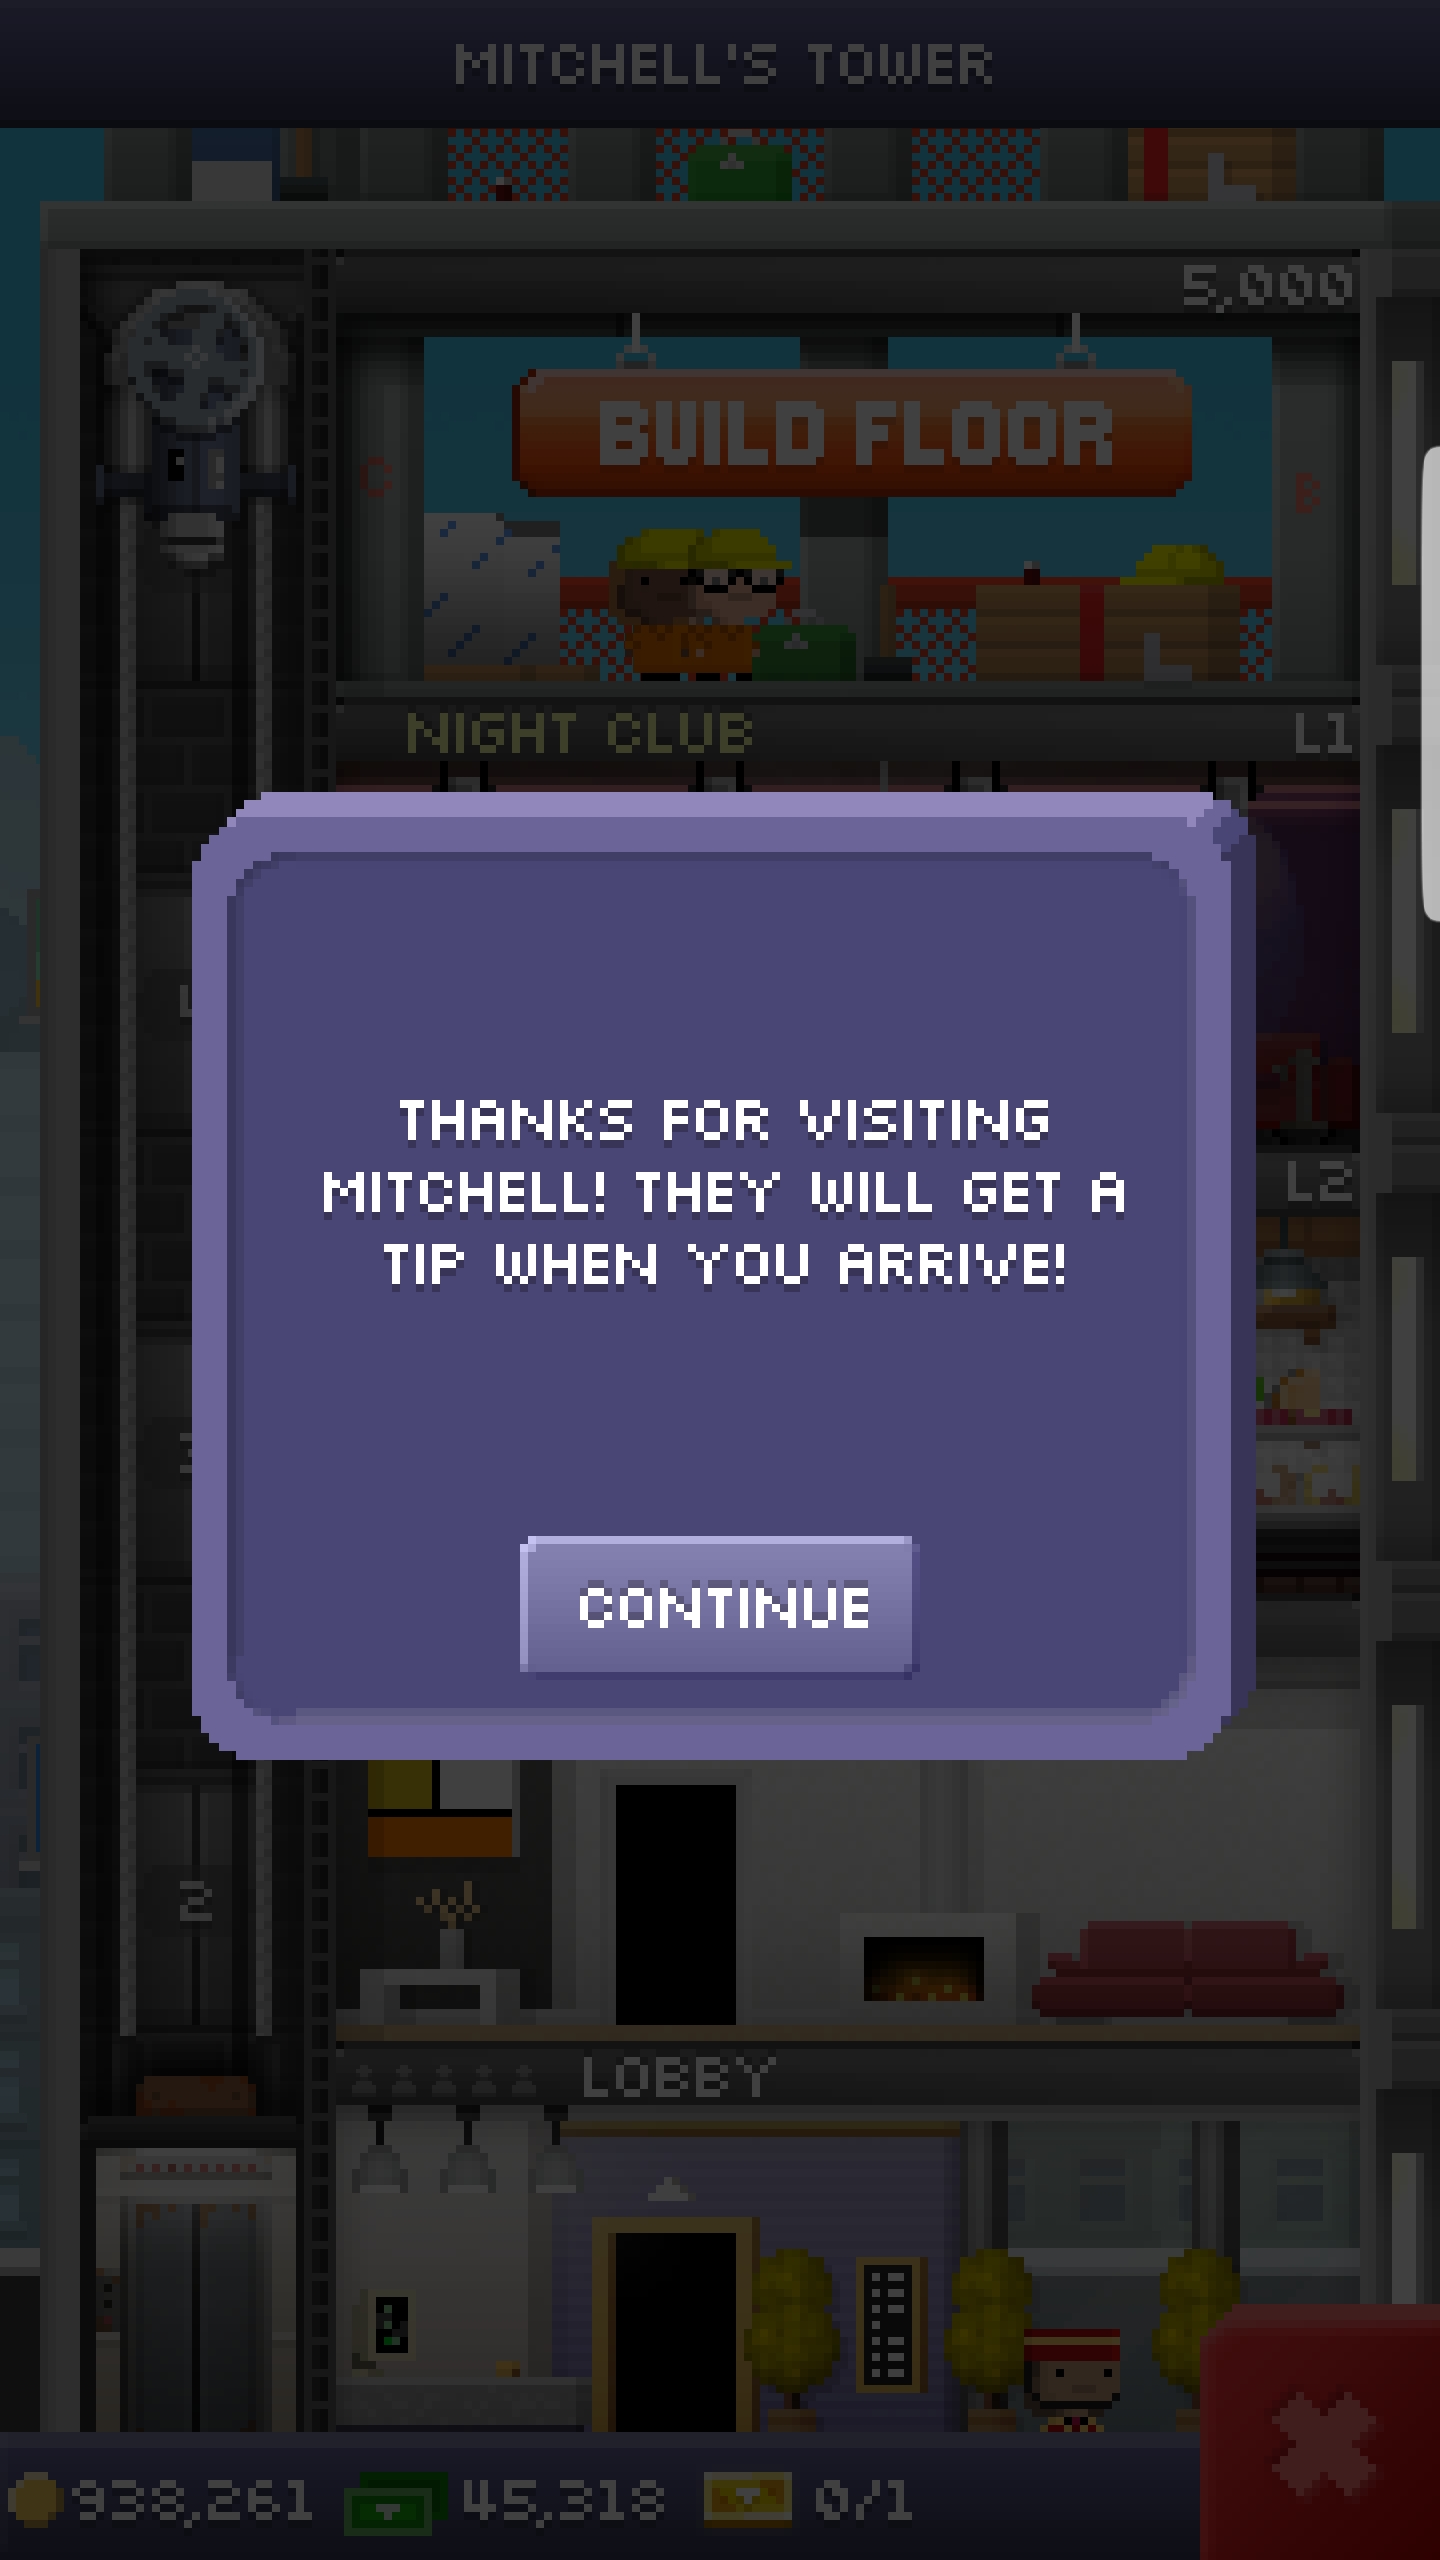 MITCHELL'S TOWER
5,000
BUILD FLOOR
C
B
NIGHT CLUB
L1
THANKS FOR VISITING
MITCHELL! THEY WILL GET A
TIP WHEN YOU ARRIVE!
L2
CONTINUE
2
LOBBY
938,261
45,318
0/1